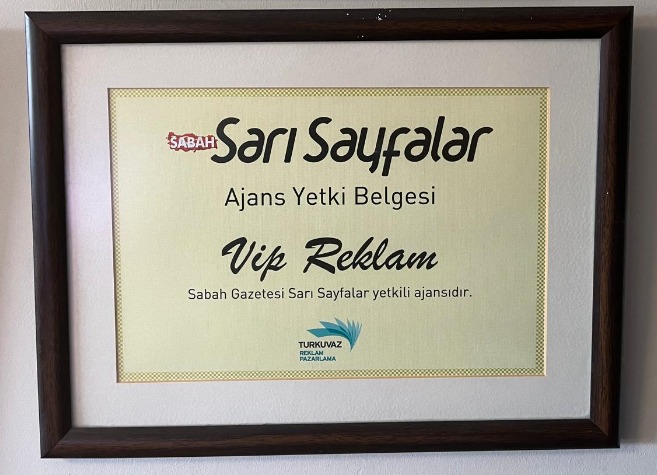 SABAH Sarı Sayfalar
Ajans Yetki Belgesi
Vip Reklam
Sabah Gazetesi Sarı Sayfalar yetkili ajansıdır.
TURKUVAZ
REKLAM
PAZARLAMA